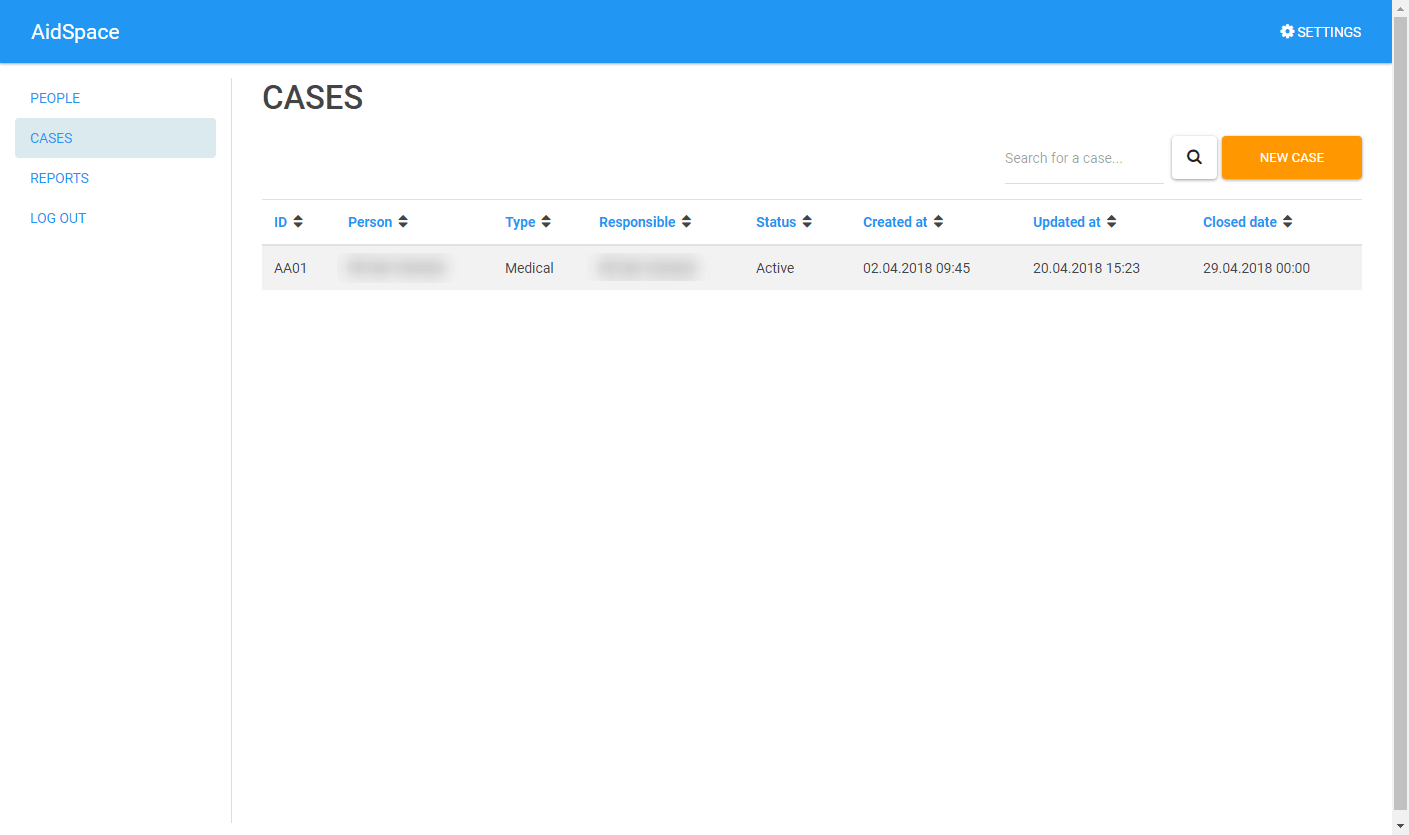 AidSpace
SETTINGS
PEOPLE
CASES
REPORTS
LOG OUT
CASES
Search for a case...
NEW CASE
ID Person Type Responsible Status Created at Updated at Closed date
AA01 Medical Active 02.04.2018 09:45 20.04.2018 15:23 29.04.2018 00:00